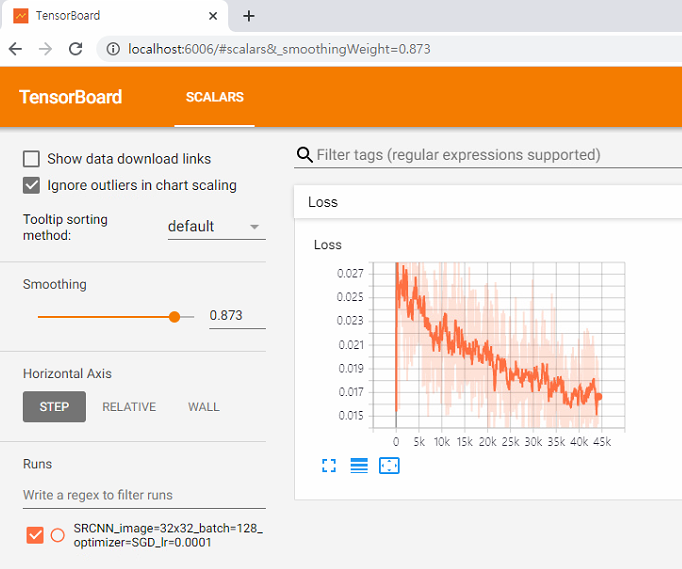 TensorBoard
localhost:6006/#scalars&_smoothingWeight=0.873
TensorBoard
SCALARS
Show data download links
Ignore outliers in chart scaling
Tooltip sorting
method:
default
Smoothing
0.873
Horizontal Axis
STEP
RELATIVE
WALL
Runs
Write a regex to filter runs
SRCNN_image=32x32_batch=128_
optimizer=SGD_lr=0.0001
Filter tags (regular expressions supported)
Loss
Loss
0.027
0.025
0.023
0.021
0.019
0.017
0.015
0 5k 10k 15k 20k 25k 30k 35k 40k 45k